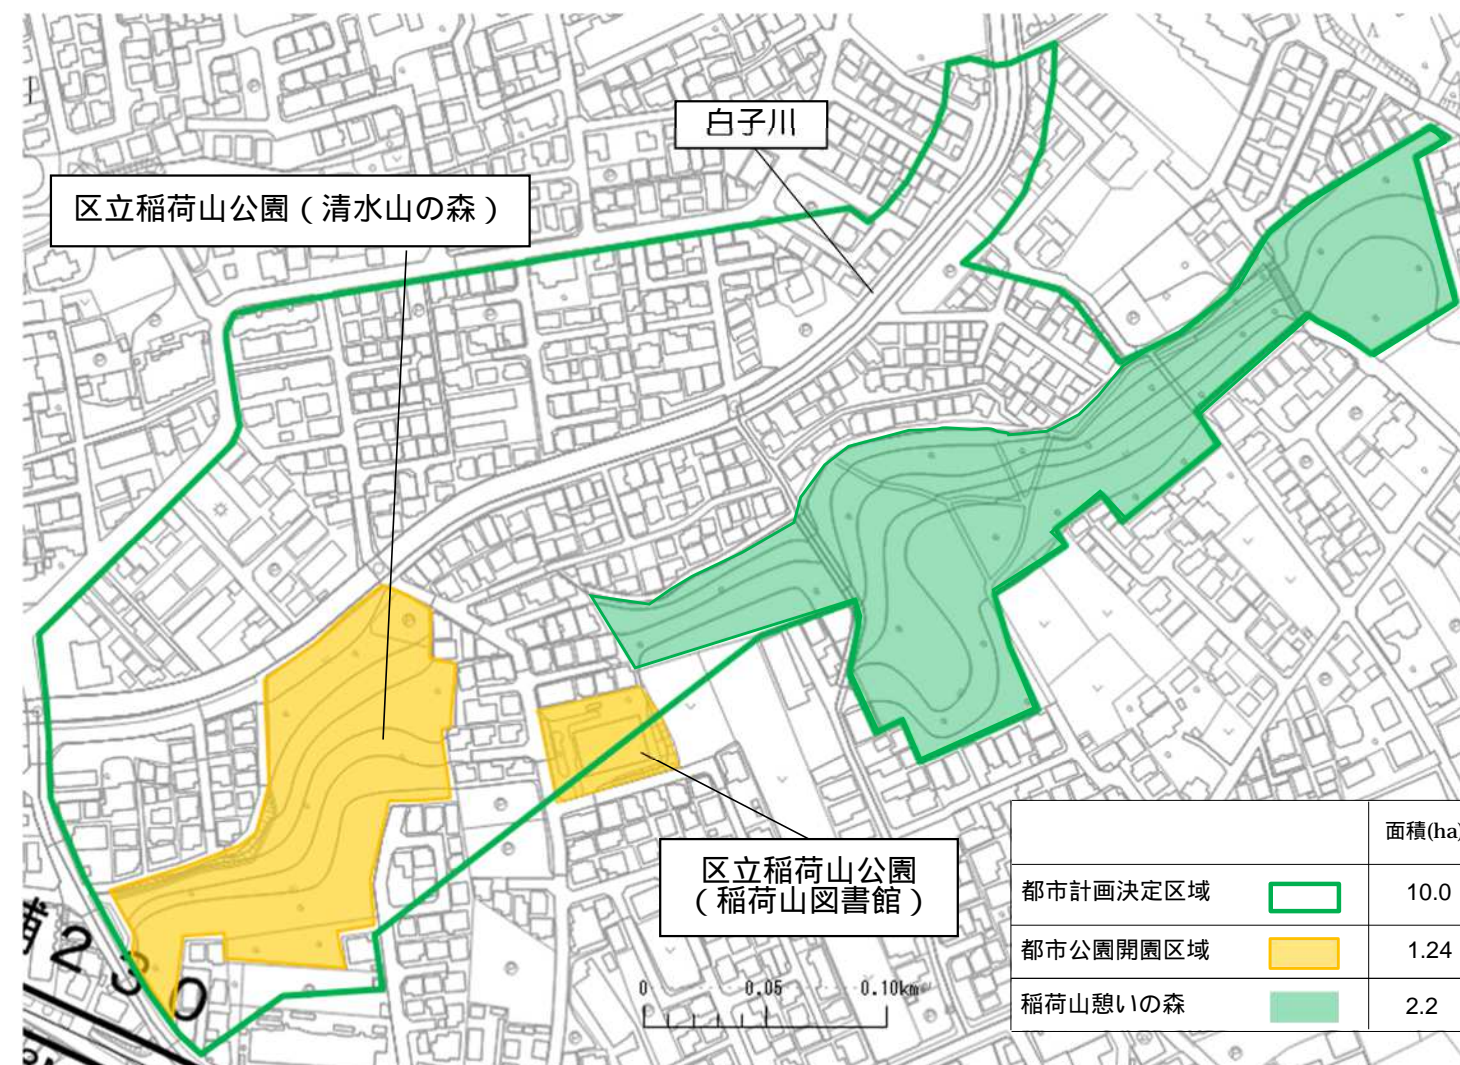 白子川
区立稲荷山公園（清水山の森）
区立稲荷山公園
（稲荷山図書館）
面積(ha)
都市計画決定区域 10.0
都市公園開園区域 1.24
稲荷山憩いの森 2.2
0 0.05 0.10km
230